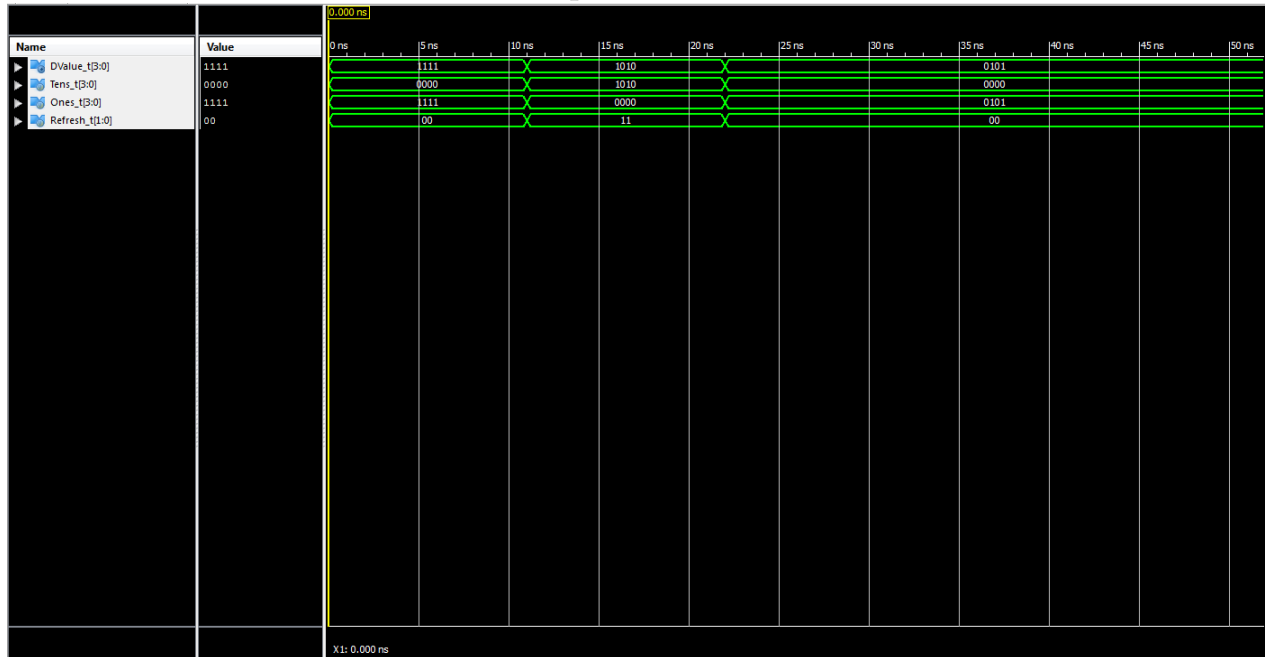 0.000 ns
Name Value 0 ns 5 ns 10 ns 15 ns 20 ns 25 ns 30 ns 35 ns 40 ns 45 ns 50 ns
DValue_t[3:0] 1111 1111 1010 0101
Tens_t[3:0] 0000 0000 1010 0000
Ones_t[3:0] 1111 1111 0000 0101
Refresh_t[1:0] 00 00 11 00
X1: 0.000 ns